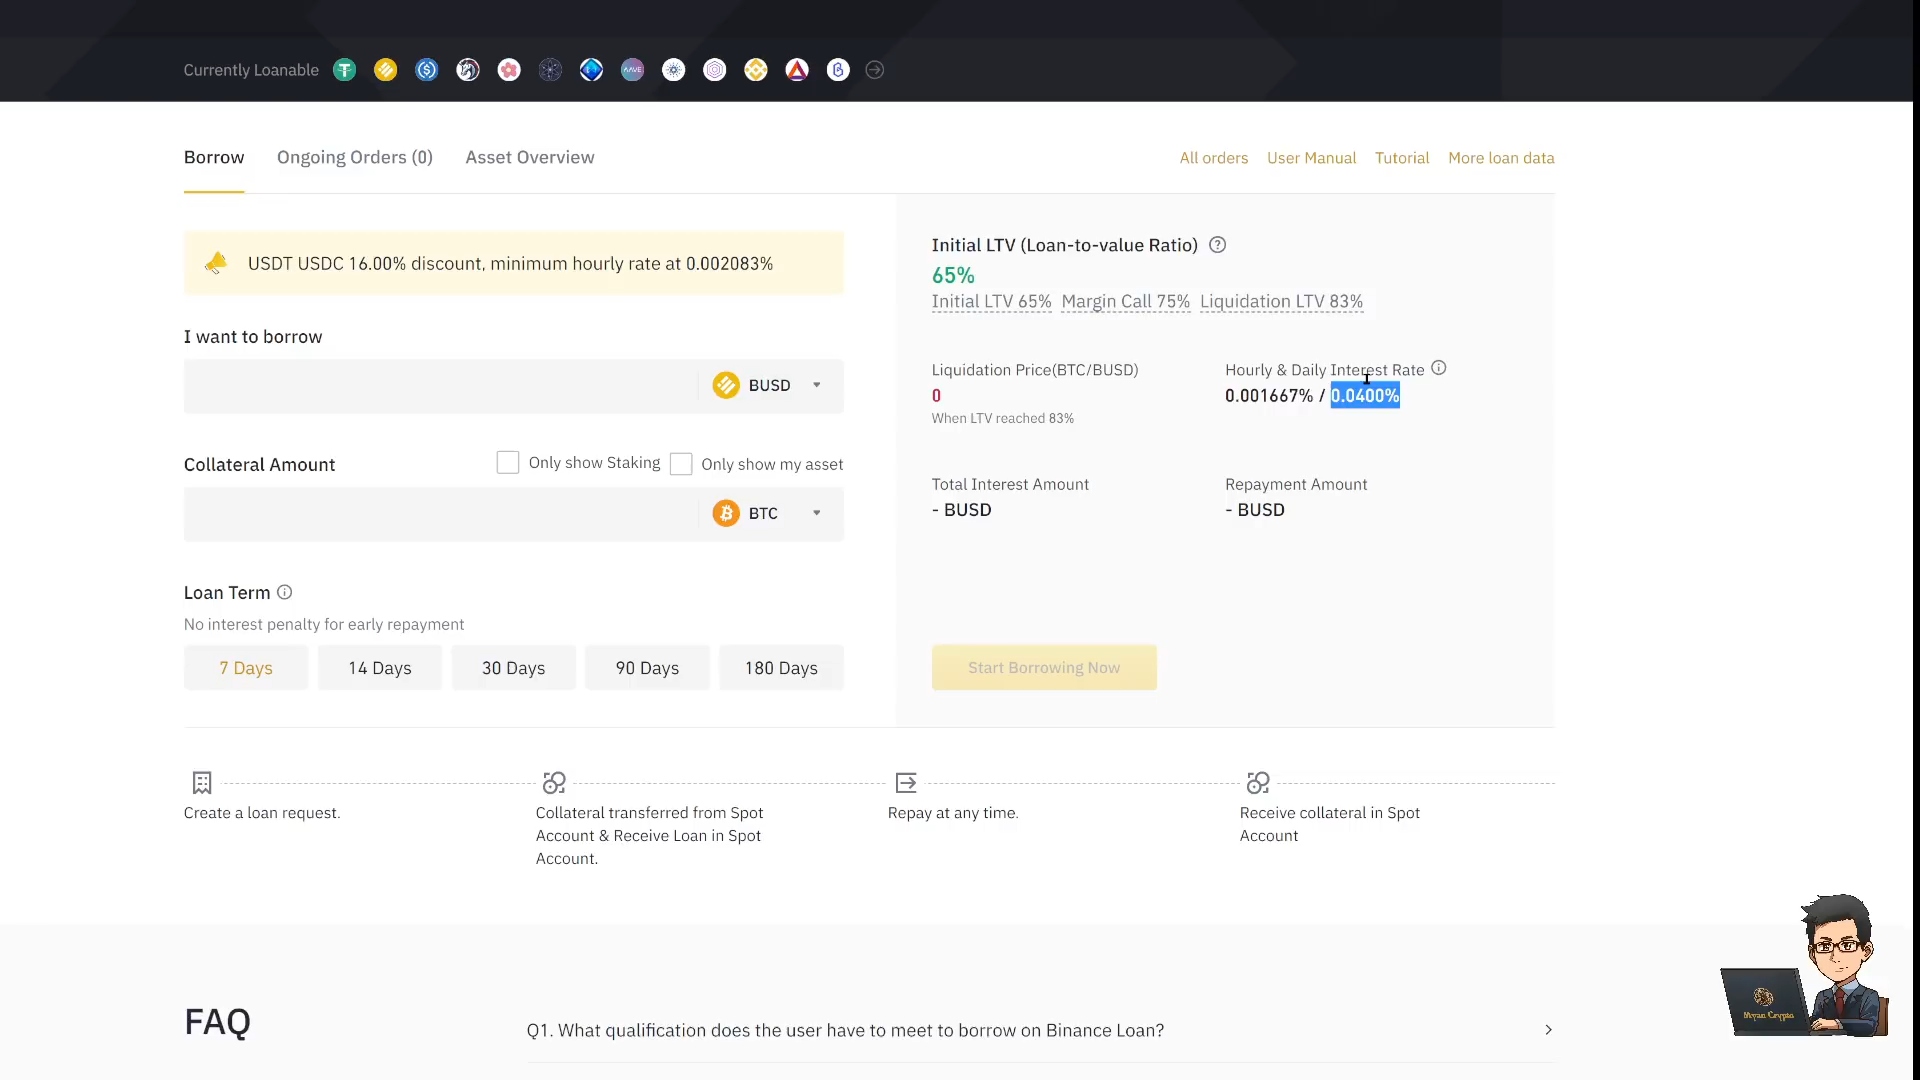 Currently Loanable
AAVE
Borrow Ongoing Orders (0) Asset Overview
All orders User Manual Tutorial More loan data
USDT USDC 16.00% discount, minimum hourly rate at 0.002083%
I want to borrow
BUSD
Collateral Amount Only show Staking Only show my asset
BTC
Loan Term
No interest penalty for early repayment
7 Days 14 Days 30 Days 90 Days 180 Days
Initial LTV (Loan-to-value Ratio)
65%
Initial LTV 65% Margin Call 75% Liquidation LTV 83%
Liquidation Price(BTC/BUSD)
0
When LTV reached 83%
Hourly & Daily Interest Rate
0.001667% / 0.0400%
Total Interest Amount
- BUSD
Repayment Amount
- BUSD
Start Borrowing Now
Create a loan request.
Collateral transferred from Spot
Account & Receive Loan in Spot
Account.
Repay at any time.
Receive collateral in Spot
Account
FAQ
Q1. What qualification does the user have to meet to borrow on Binance Loan?